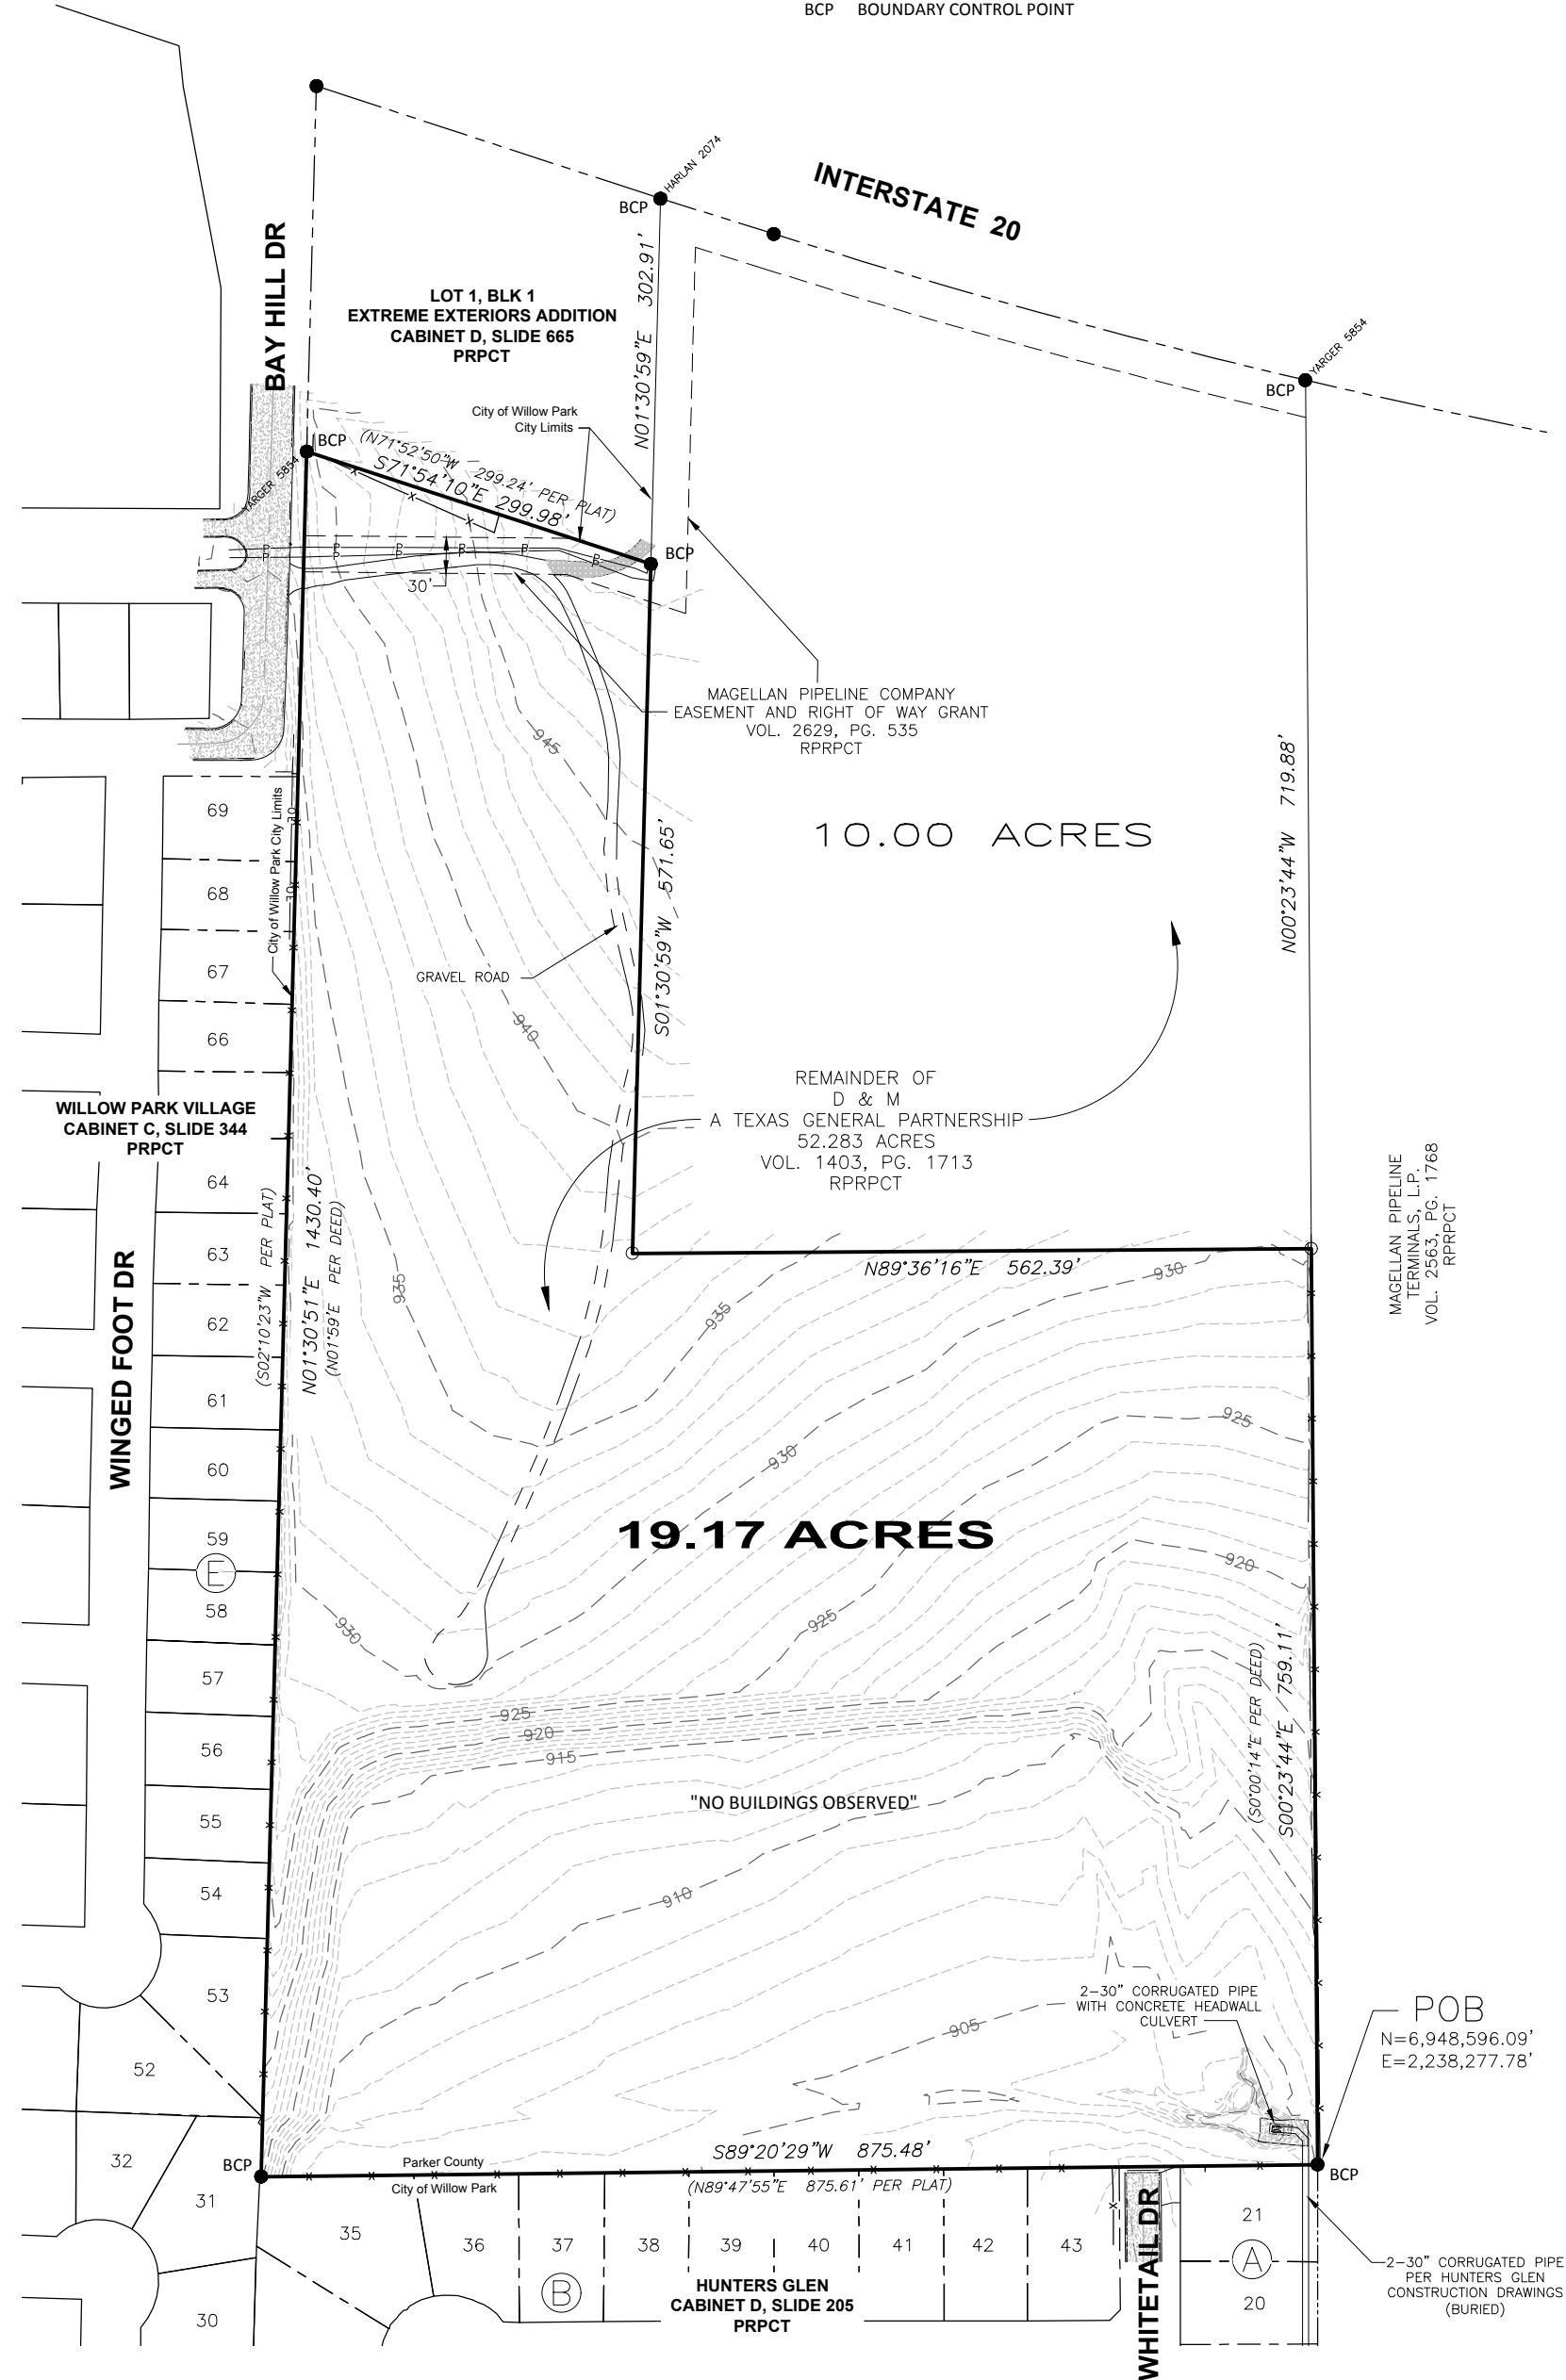 BCP BOUNDARY CONTROL POINT
HARLAN 2074
BCP
INTERSTATE 20
BAY HILL DR
N01°30'59"E 302.91'
LOT 1, BLK 1
EXTREME EXTERIORS ADDITION
CABINET D, SLIDE 665
PRPCT
YARGER 5854
BCP
City of Willow Park
City Limits
BCP
YARGER 5854
(N71°52'50"W 299.24' PER PLAT)
S71°54'10"E 299.98'
BCP
30'
MAGELLAN PIPELINE COMPANY
EASEMENT AND RIGHT OF WAY GRANT
VOL. 2629, PG. 535
RPRPCT
945
N00°23'44"W 719.88'
10.00 ACRES
S01°30'59"W 571.65'
City of Willow Park City Limits
30
30
69
68
67
66
GRAVEL ROAD
940
REMAINDER OF
D & M
A TEXAS GENERAL PARTNERSHIP
52.283 ACRES
VOL. 1403, PG. 1713
RPRPCT
WILLOW PARK VILLAGE
CABINET C, SLIDE 344
PRPCT
MAGELLAN PIPELINE
TERMINALS, L.P.
VOL. 2563, PG. 1768
RPRPCT
64
63
62
61
60
59
E
58
57
56
55
54
53
52
WINGED FOOT DR
(S02°10'23"W PER PLAT)
N01°30'51"E 1430.40'
(N01°59'E PER DEED)
935
N89°36'16"E 562.39'
930
935
925
930
19.17 ACRES
920
925
930
(S0°00'14"E PER DEED)
S00°23'44"E 759.11'
925
920
915
"NO BUILDINGS OBSERVED"
910
2-30" CORRUGATED PIPE
WITH CONCRETE HEADWALL
CULVERT
905
POB
N=6,948,596.09'
E=2,238,277.78'
BCP
Parker County
City of Willow Park
S89°20'29"W 875.48'
(N89°47'55"E 875.61' PER PLAT)
BCP
32
31
30
35
36
37
38
39
40
41
42
43
B
HUNTERS GLEN
CABINET D, SLIDE 205
PRPCT
WHITETAIL DR
21
A
20
2-30" CORRUGATED PIPE
PER HUNTERS GLEN
CONSTRUCTION DRAWINGS
(BURIED)
P P P P P P